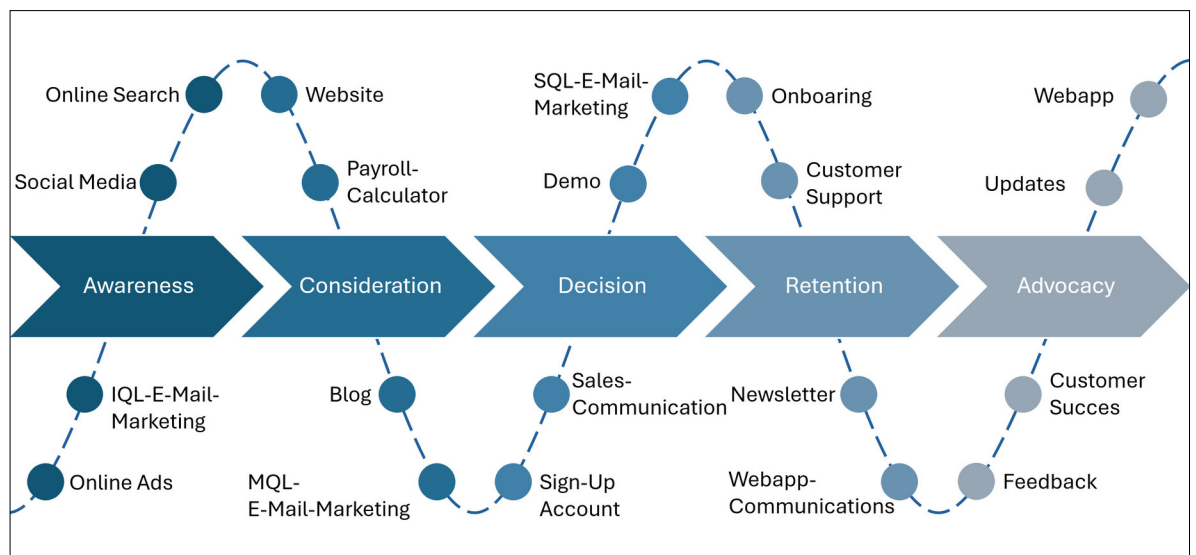 Online Search
Website
SQL-E-Mail-
Marketing
Onboaring
Webapp
Social Media
Payroll-
Calculator
Demo
Customer
Support
Updates
Awareness
Consideration
Decision
Retention
Advocacy
IQL-E-Mail-
Marketing
Blog
Sales-
Communication
Newsletter
Customer
Succes
Online Ads
MQL-
E-Mail-Marketing
Sign-Up
Account
Webapp-
Communications
Feedback